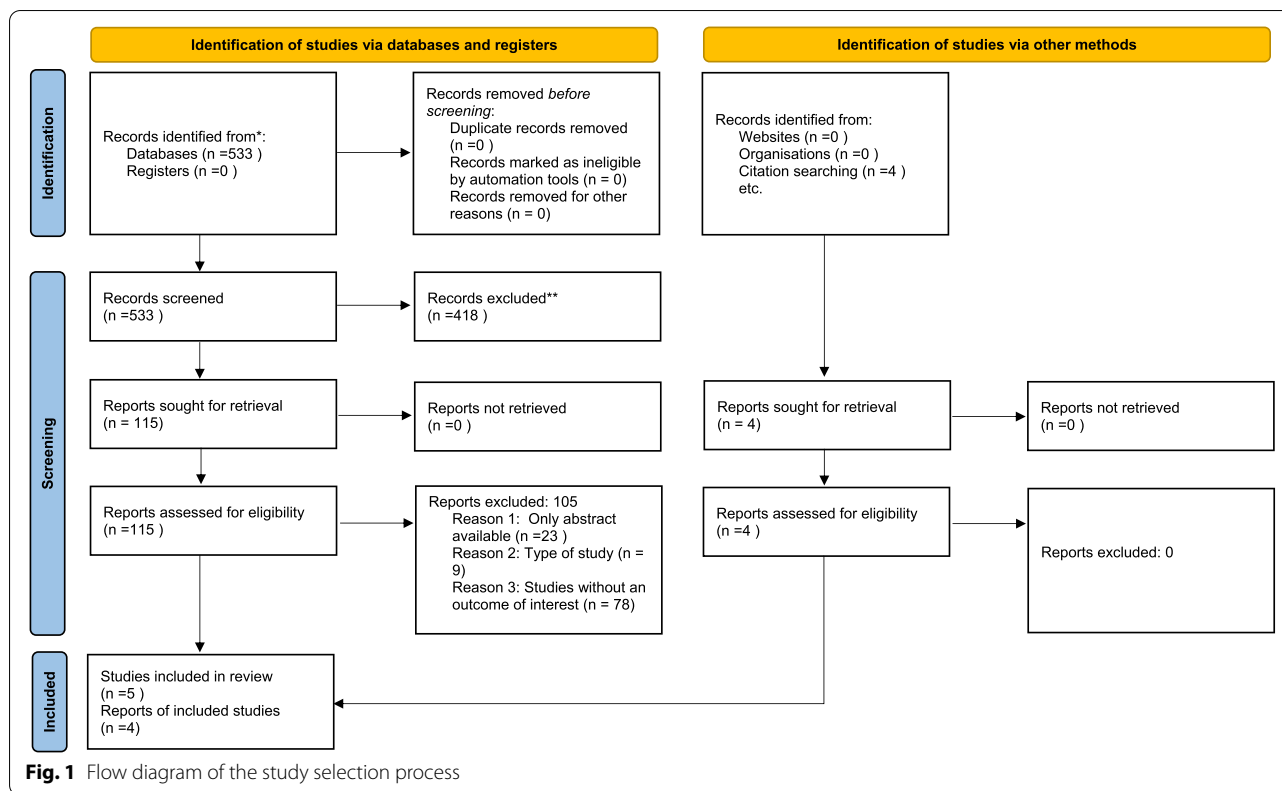 Identification of studies via databases and registers
Identification of studies via other methods
Identification
Records identified from*:
Databases (n =533 )
Registers (n =0 )
Records removed before
screening:
Duplicate records removed
(n =0 )
Records marked as ineligible
by automation tools (n = 0)
Records removed for other
reasons (n = 0)
Records identified from:
Websites (n =0 )
Organisations (n =0 )
Citation searching (n =4 )
etc.
Screening
Records screened
(n =533 )
Records excluded**
(n =418 )
Reports sought for retrieval
(n = 115)
Reports not retrieved
(n =0 )
Reports sought for retrieval
(n = 4)
Reports not retrieved
(n =0 )
Reports assessed for eligibility
(n =115 )
Reports excluded: 105
Reason 1:  Only abstract
available (n =23 )
Reason 2: Type of study (n =
9)
Reason 3: Studies without an
outcome of interest (n = 78)
Reports assessed for eligibility
(n =4 )
Reports excluded: 0
Included
Studies included in review
(n =5 )
Reports of included studies
(n =4)
Fig. 1 Flow diagram of the study selection process